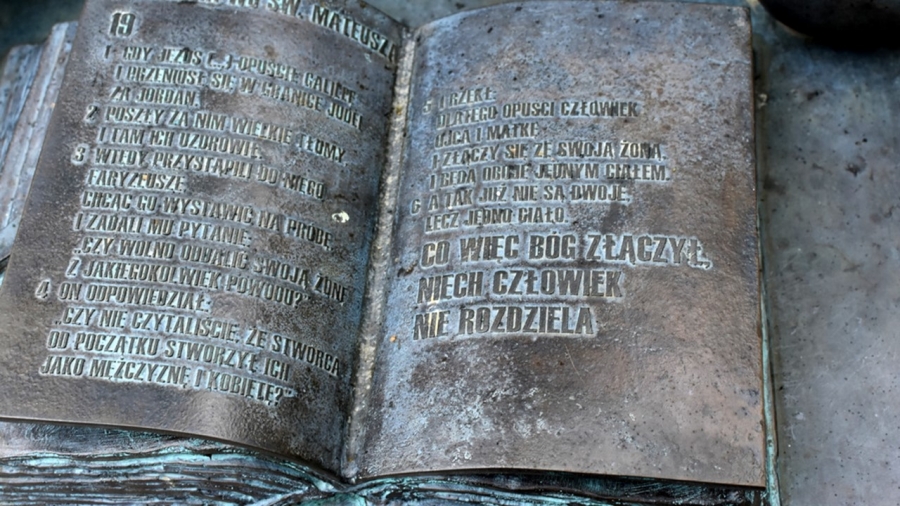 ŚW. MATEUSZA
19
1 GDY JEZUS [...] OPUŚCIŁ GALILEĘ
I PRZENIÓSŁ SIĘ W GRANICE JUDEI
ZA JORDAN.
2 POSZŁY ZA NIM WIELKIE TŁUMY
I TAM ICH UZDROWIŁ.
3 WTEDY PRZYSTĄPILI DO NIEGO
FARYZEUSZE,
CHCĄC GO WYSTAWIĆ NA PRÓBĘ,
I ZADALI MU PYTANIE:
„CZY WOLNO ODDALIĆ SWOJĄ ŻONĘ
Z JAKIEGOKOLWIEK POWODU?"
4 ON ODPOWIEDZIAŁ:
„CZY NIE CZYTALIŚCIE, ŻE STWÓRCA
OD POCZĄTKU STWORZYŁ ICH
JAKO MĘŻCZYZNĘ I KOBIETĘ?"
5 I RZEKŁ:
DLATEGO OPUŚCI CZŁOWIEK
OJCA I MATKĘ
I ZŁĄCZY SIĘ ZE SWOJĄ ŻONĄ,
I BĘDĄ OBOJE JEDNYM CIAŁEM.
6 A TAK JUŻ NIE SĄ DWOJE,
LECZ JEDNO CIAŁO.
CO WIĘC BÓG ZŁĄCZYŁ,
NIECH CZŁOWIEK
NIE ROZDZIELA